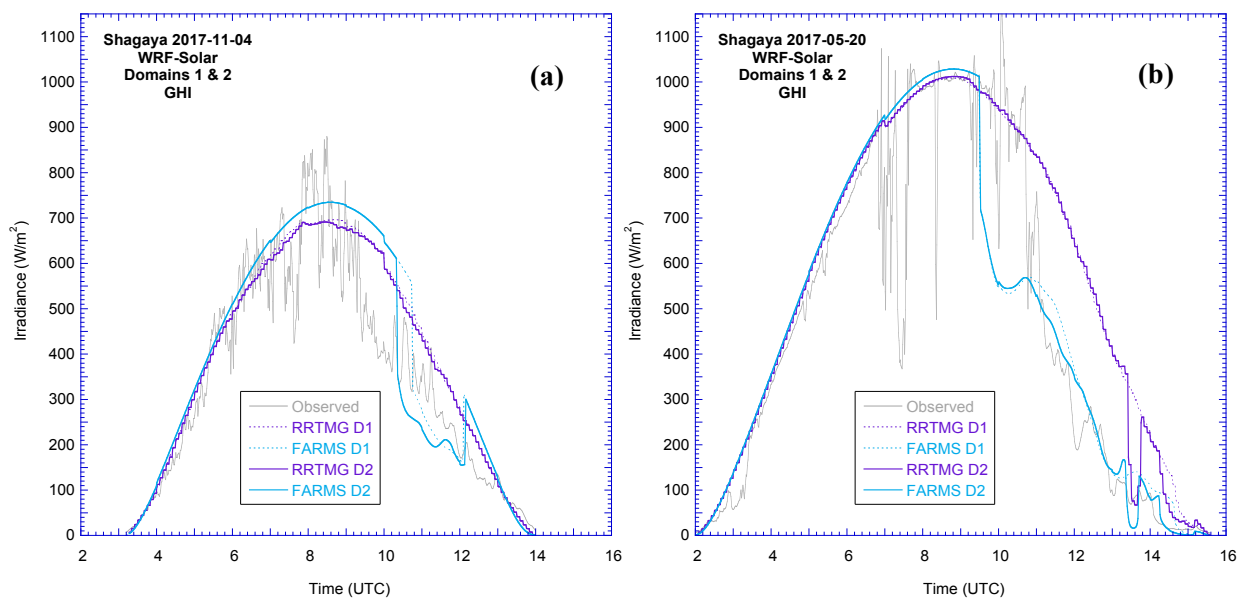 Shagaya 2017-11-04
WRF-Solar
Domains 1 & 2
GHI
(a)
1100
1000
900
800
700
600
500
400
300
200
100
0
Irradiance (W/m²)
Observed
RRTMG D1
FARMS D1
RRTMG D2
FARMS D2
2 4 6 8 10 12 14 16
Time (UTC)
Shagaya 2017-05-20
WRF-Solar
Domains 1 & 2
GHI
(b)
1100
1000
900
800
700
600
500
400
300
200
100
0
Irradiance (W/m²)
Observed
RRTMG D1
FARMS D1
RRTMG D2
FARMS D2
2 4 6 8 10 12 14 16
Time (UTC)